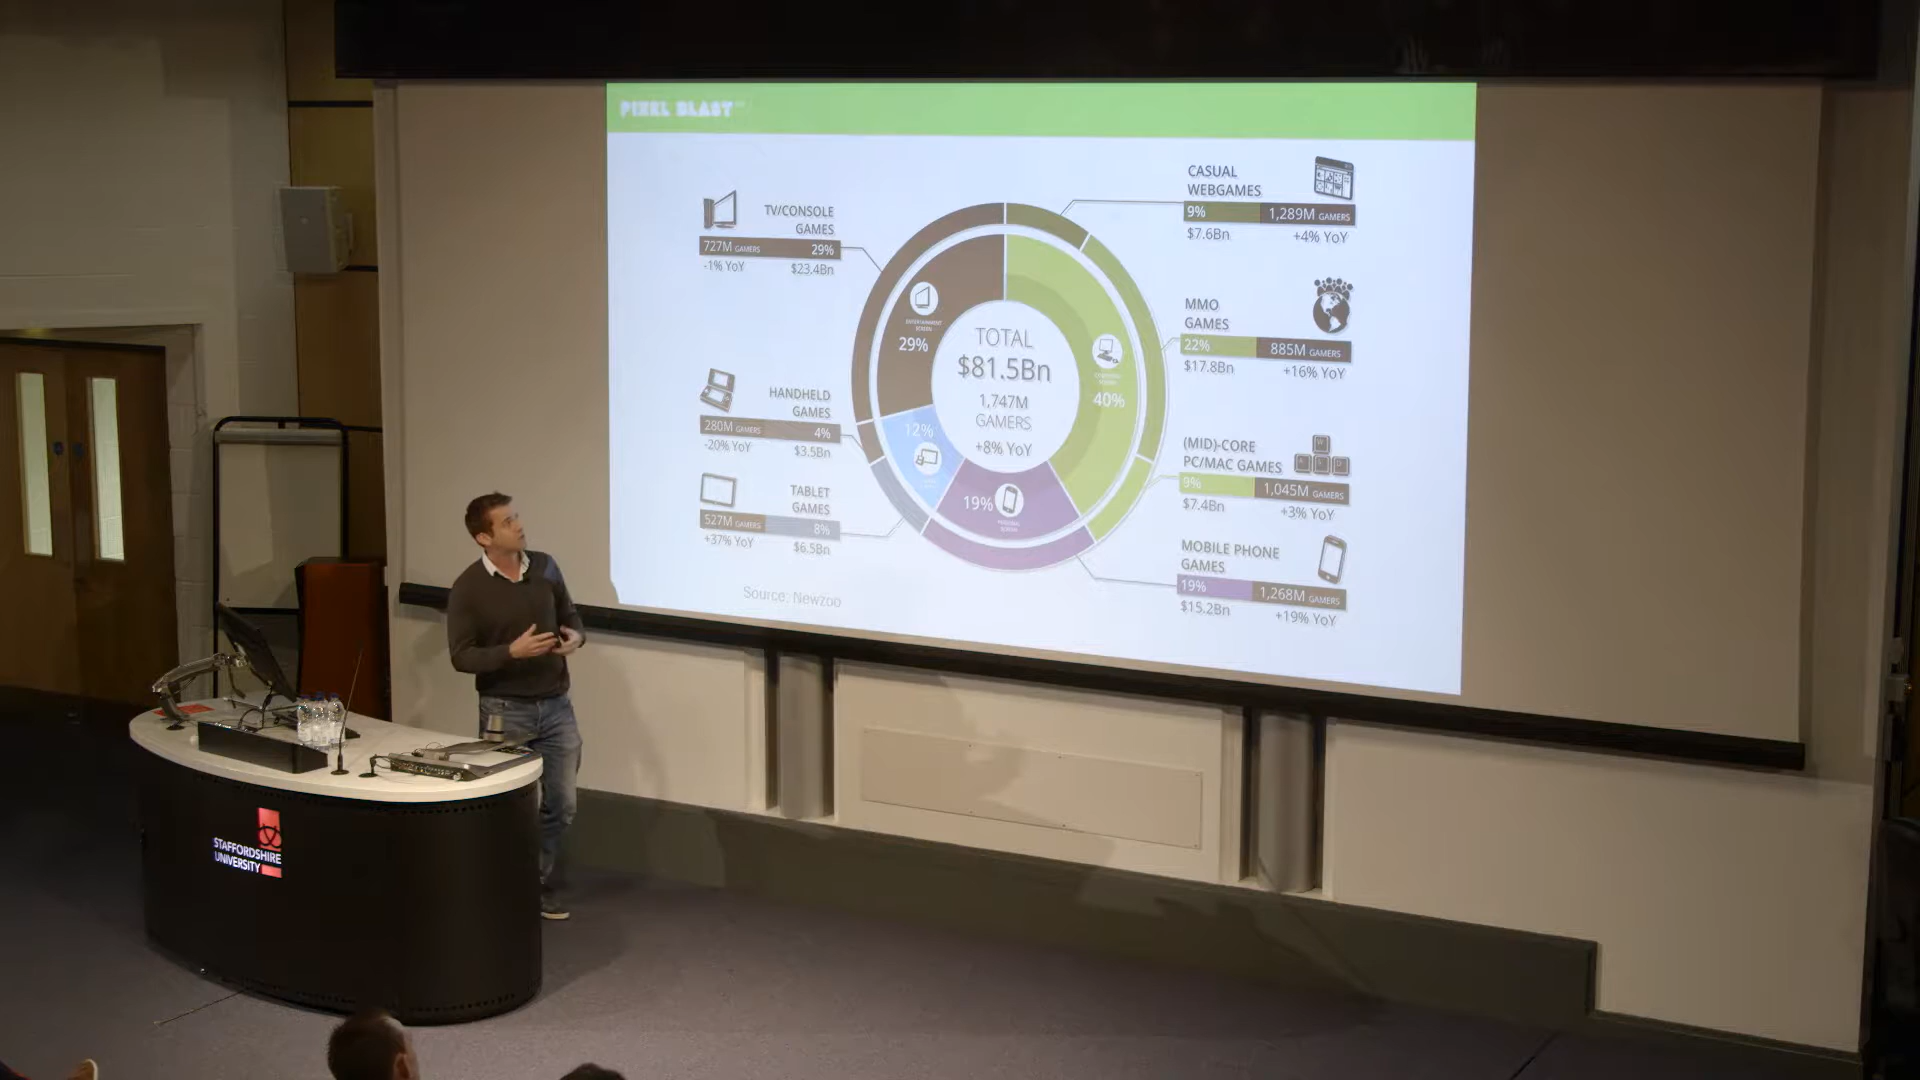 PIXEL BLAST
TV/CONSOLE
GAMES
727M GAMERS 29%
-1% YoY $23.4Bn
HANDHELD
GAMES
280M GAMERS 4%
-20% YoY $3.5Bn
TABLET
GAMES
527M GAMERS 8%
+37% YoY $6.5Bn
Source: Newzoo
ENTERTAINMENT
SCREEN
29%
12%
19%
40%
TOTAL
$81.5Bn
1,747M
GAMERS
+8% YoY
CASUAL
WEBGAMES
9% 1,289M GAMERS
$7.6Bn +4% YoY
MMO
GAMES
22% 885M GAMERS
$17.8Bn +16% YoY
(MID)-CORE
PC/MAC GAMES
9% 1,045M GAMERS
$7.4Bn +3% YoY
MOBILE PHONE
GAMES
19% 1,268M GAMERS
$15.2Bn +19% YoY
STAFFORDSHIRE
UNIVERSITY